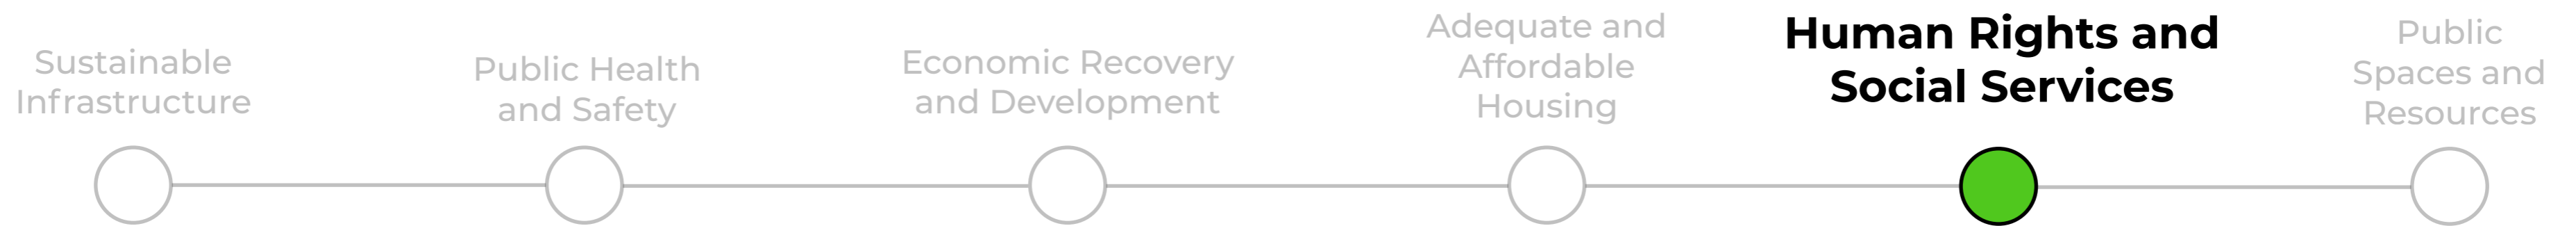 Sustainable
Infrastructure
Public Health
and Safety
Economic Recovery
and Development
Adequate and
Affordable
Housing
Human Rights and
Social Services
Public
Spaces and
Resources